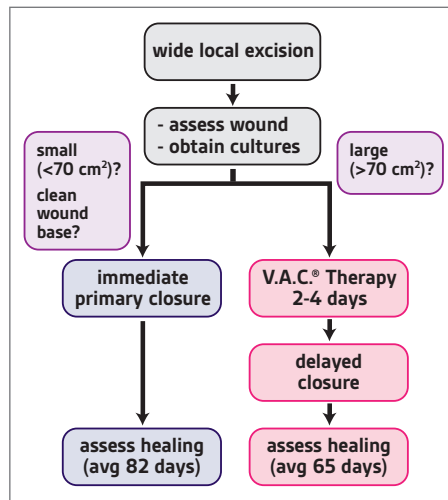 wide local excision
- assess wound
- obtain cultures
small
(<70 cm²)?
clean
wound
base?
large
(>70 cm²)?
immediate
primary closure
V.A.C.® Therapy
2-4 days
delayed
closure
assess healing
(avg 82 days)
assess healing
(avg 65 days)